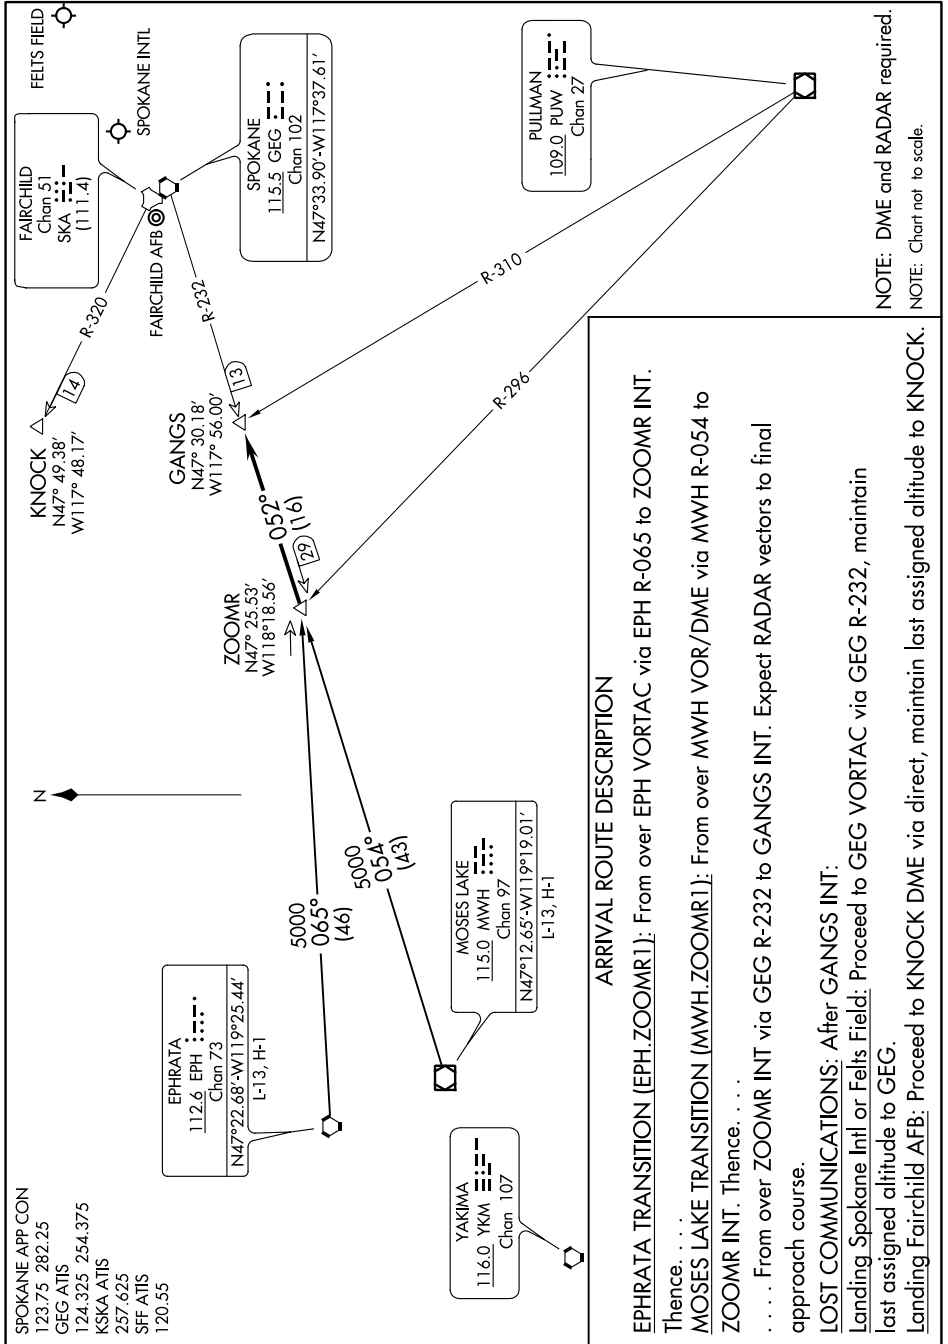 SPOKANE APP CON
123.75 282.25
GEG ATIS
124.325 254.375
KSKA ATIS
257.625
SFF ATIS
120.55
FELTS FIELD
SPOKANE INTL
FAIRCHILD
Chan 51
SKA
(111.4)
FAIRCHILD AFB
SPOKANE
115.5 GEG
Chan 102
N47°33.90′-W117°37.61′
KNOCK
N47° 49.38′
W117° 48.17′
R-320
14
R-232
13
GANGS
N47° 30.18′
W117° 56.00′
ZOOMR
N47° 25.53′
W118°18.56′
052°
(16)
29
N
EPHRATA
112.6 EPH
Chan 73
N47°22.68′-W119°25.44′
L-13, H-1
5000
065°
(46)
5000
054°
(43)
MOSES LAKE
115.0 MWH
Chan 97
N47°12.65′-W119°19.01′
L-13, H-1
YAKIMA
116.0 YKM
Chan 107
PULLMAN
109.0 PUW
Chan 27
R-310
R-296
NOTE: DME and RADAR required.
NOTE: Chart not to scale.
ARRIVAL ROUTE DESCRIPTION
EPHRATA TRANSITION (EPH.ZOOMR1): From over EPH VORTAC via EPH R-065 to ZOOMR INT.
Thence. . . .
MOSES LAKE TRANSITION (MWH.ZOOMR1): From over MWH VOR/DME via MWH R-054 to
ZOOMR INT. Thence. . . .
. . . . From over ZOOMR INT via GEG R-232 to GANGS INT. Expect RADAR vectors to final
approach course.
LOST COMMUNICATIONS: After GANGS INT:
Landing Spokane Intl or Felts Field: Proceed to GEG VORTAC via GEG R-232, maintain
last assigned altitude to GEG.
Landing Fairchild AFB: Proceed to KNOCK DME via direct, maintain last assigned altitude to KNOCK.